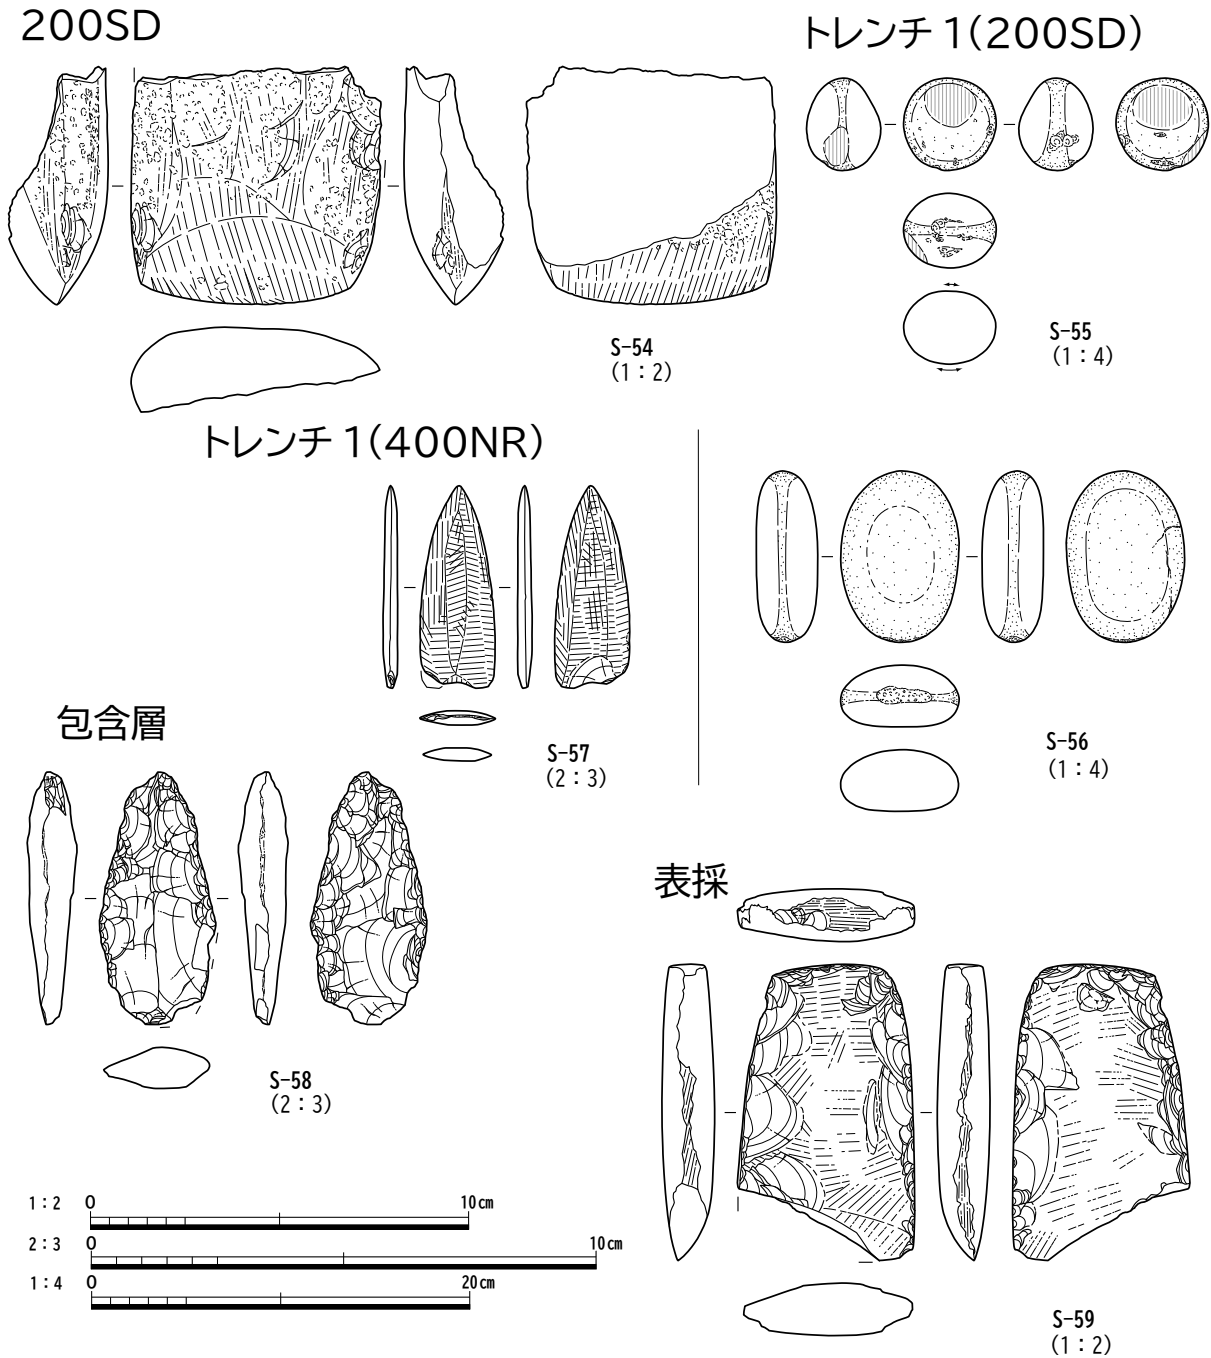 200SD
トレンチ 1(200SD)
S-54
(1:2)
S-55
(1:4)
トレンチ 1(400NR)
S-57
(2:3)
S-56
(1:4)
包含層
S-58
(2:3)
表採
S-59
(1:2)
1:2 0 10cm
2:3 0 10cm
1:4 0 20cm